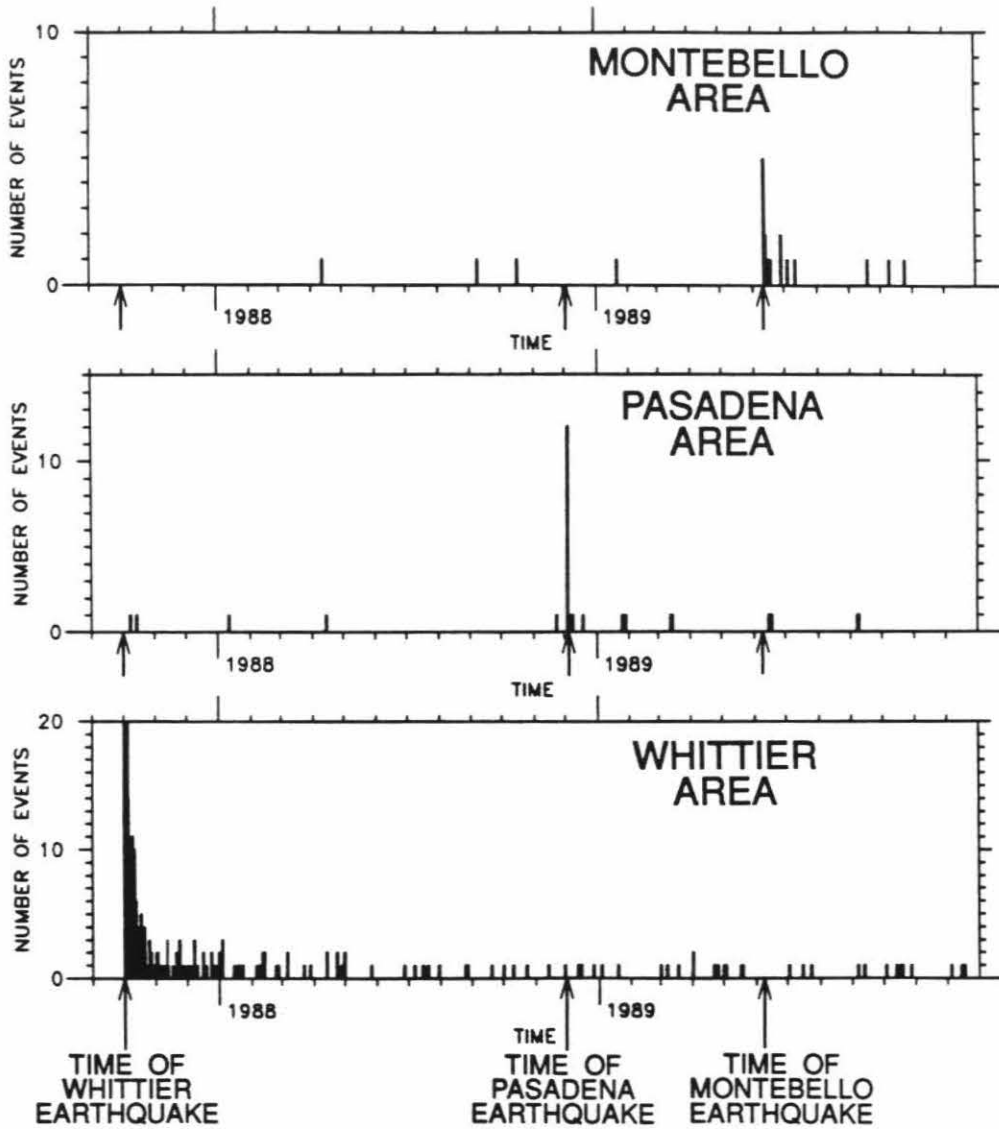 10
NUMBER OF EVENTS
0
MONTEBELLO
AREA
1988
1989
TIME
10
NUMBER OF EVENTS
0
PASADENA
AREA
1988
1989
TIME
20
10
NUMBER OF EVENTS
0
WHITTIER
AREA
1988
1989
TIME
TIME OF
WHITTIER
EARTHQUAKE
TIME OF
PASADENA
EARTHQUAKE
TIME OF
MONTEBELLO
EARTHQUAKE